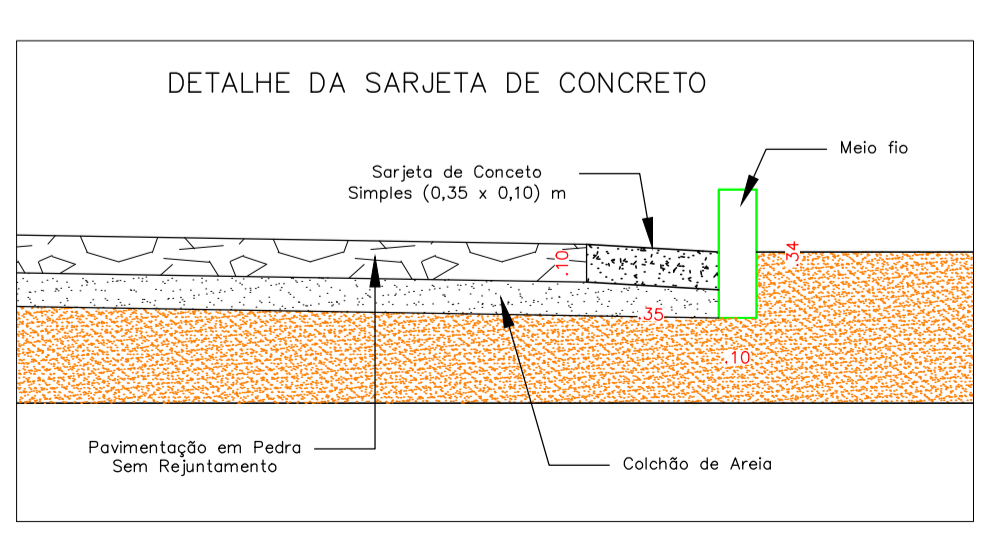 DETALHE DA SARJETA DE CONCRETO
Meio fio
Sarjeta de Conceto
Simples (0,35 x 0,10) m
.10
.34
.35
.10
Pavimentação em Pedra
Sem Rejuntamento
Colchão de Areia